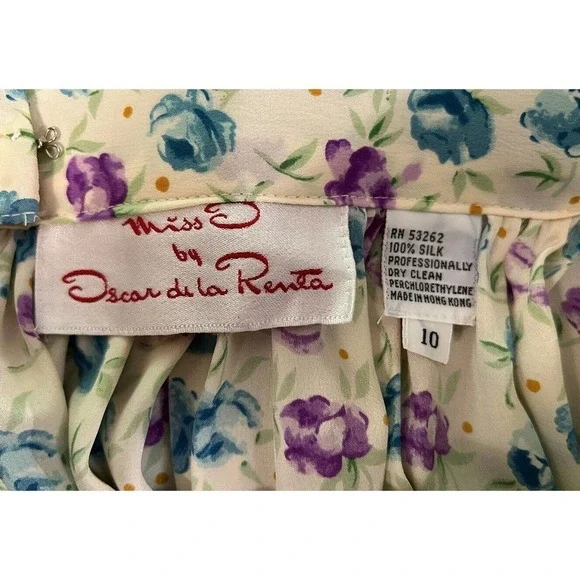 Miss O
by
Oscar de la Renta
RN 53262
100% SILK
PROFESSIONALLY
DRY CLEAN
PERCHLORETHYLENE
MADE IN HONG KONG
10